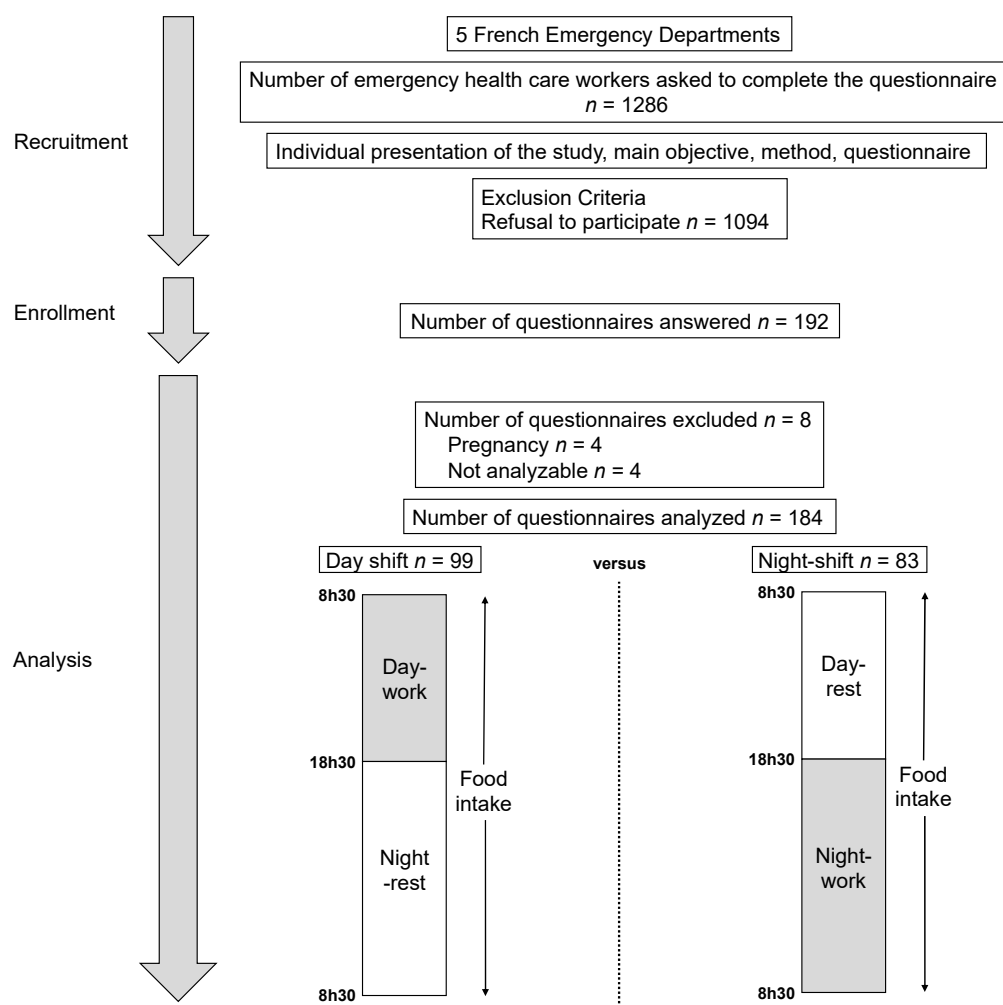 5 French Emergency Departments
Number of emergency health care workers asked to complete the questionnaire
n = 1286
Recruitment
Individual presentation of the study, main objective, method, questionnaire
Exclusion Criteria
Refusal to participate n = 1094
Enrollment
Number of questionnaires answered n = 192
Number of questionnaires excluded n = 8
Pregnancy n = 4
Not analyzable n = 4
Number of questionnaires analyzed n = 184
Day shift n = 99
versus
Night-shift n = 83
Analysis
8h30
Day-
work
18h30
Night
-rest
8h30
Food
intake
8h30
Day-
rest
18h30
Night-
work
8h30
Food
intake